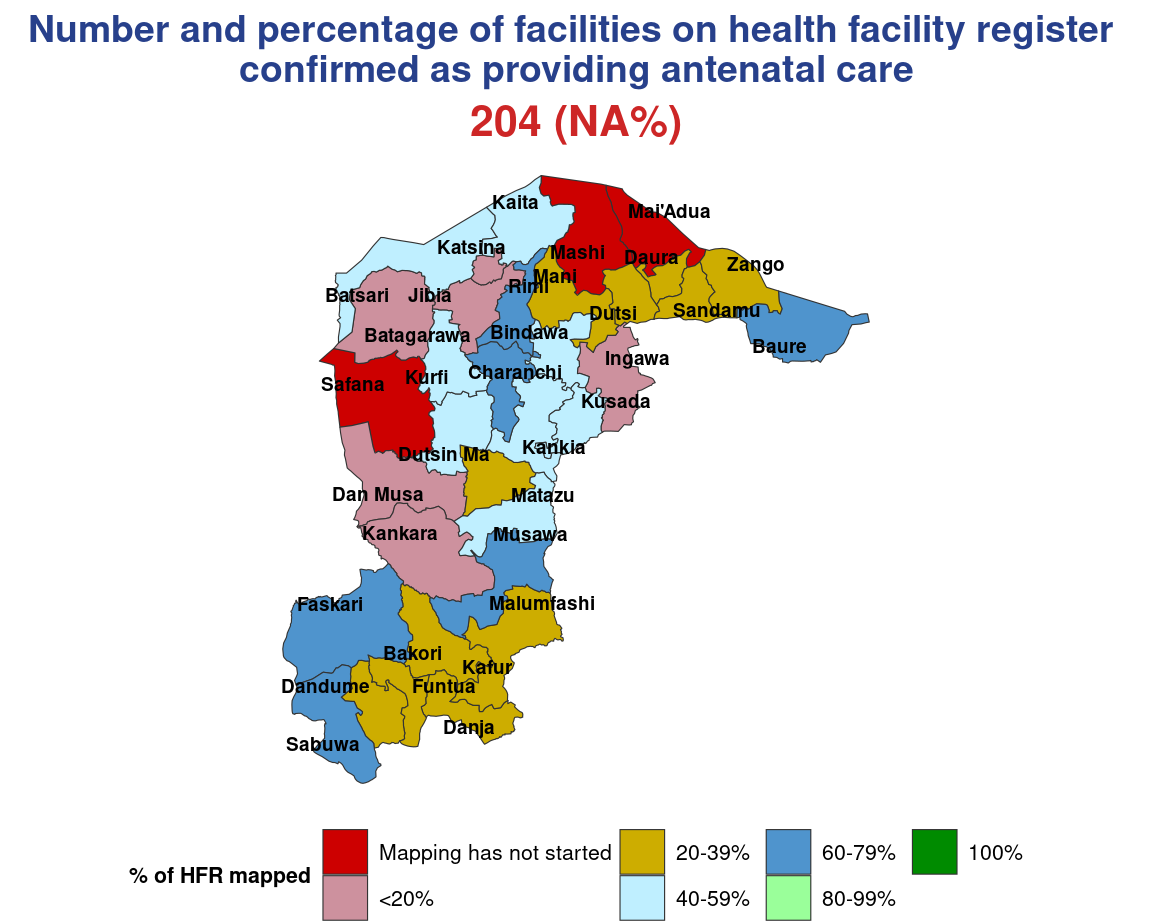 Number and percentage of facilities on health facility register
confirmed as providing antenatal care
204 (NA%)
Kaita
Mai'Adua
Katsina
Mashi
Daura
Zango
Mani
Rimi
Batsari
Jibia
Dutsi
Sandamu
Batagarawa
Bindawa
Baure
Ingawa
Charanchi
Kurfi
Safana
Kusada
Kankia
Dutsin Ma
Dan Musa
Matazu
Kankara
Musawa
Faskari
Malumfashi
Bakori
Kafur
Dandume
Funtua
Danja
Sabuwa
% of HFR mapped
Mapping has not started
<20%
20-39%
40-59%
60-79%
80-99%
100%